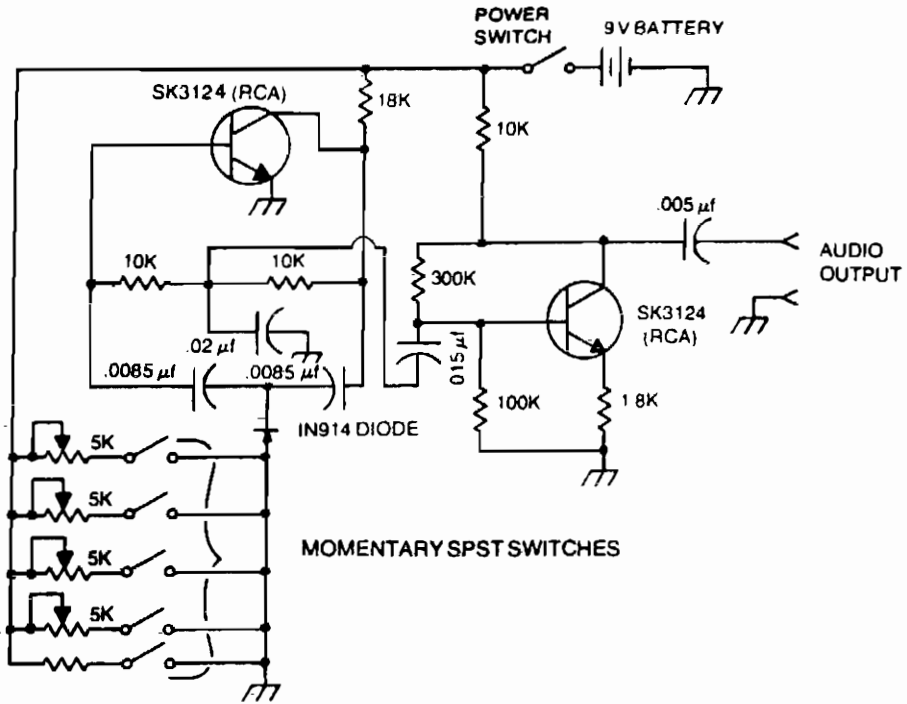 POWER
SWITCH
9V BATTERY
SK3124 (RCA)
18K
10K
.005 µf
AUDIO
OUTPUT
10K
10K
300K
SK3124
(RCA)
.02 µf
.015 µf
.0085 µf
.0085 µf
100K
1 8K
IN914 DIODE
5K
5K
MOMENTARY SPST SWITCHES
5K
5K